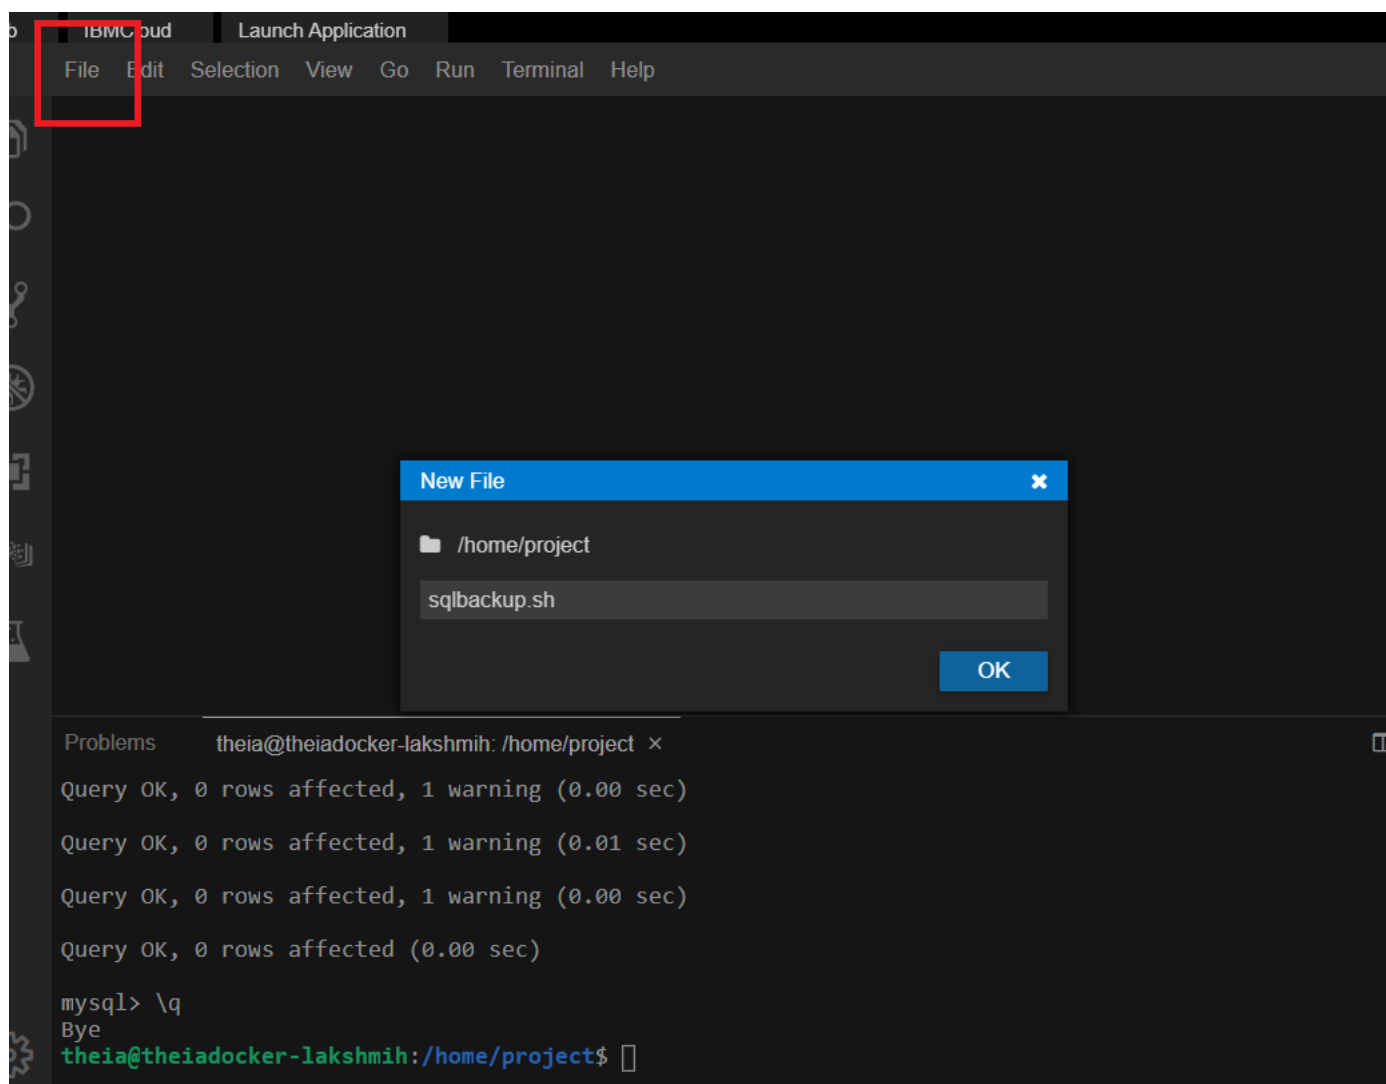 IBMCloud Launch Application
File Edit Selection View Go Run Terminal Help
New File
/home/project
sqlbackup.sh
OK
Problems theia@theiadocker-lakshmih: /home/project ×
Query OK, 0 rows affected, 1 warning (0.00 sec)
Query OK, 0 rows affected, 1 warning (0.01 sec)
Query OK, 0 rows affected, 1 warning (0.00 sec)
Query OK, 0 rows affected (0.00 sec)
mysql> \q
Bye
theia@theiadocker-lakshmih:/home/project$